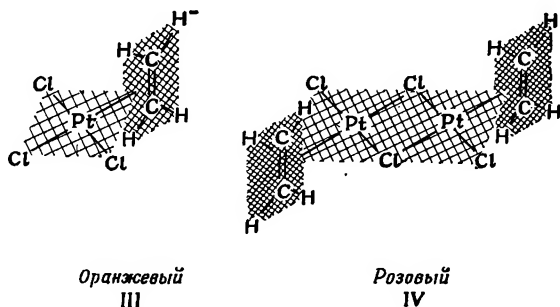 H⁻ H
H C H C
Cl Cl Cl
C C
H H H
Pt Pt Pt
H H C H
Cl Cl Cl Cl
C H
H
Оранжевый Розовый
III IV